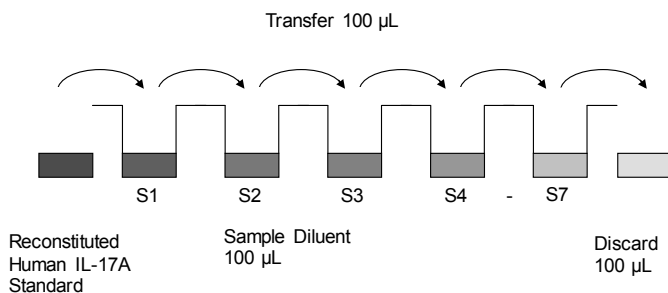 Transfer 100 µL
S1 S2 S3 S4 - S7
Reconstituted
Human IL-17A
Standard
Sample Diluent
100 µL
Discard
100 µL